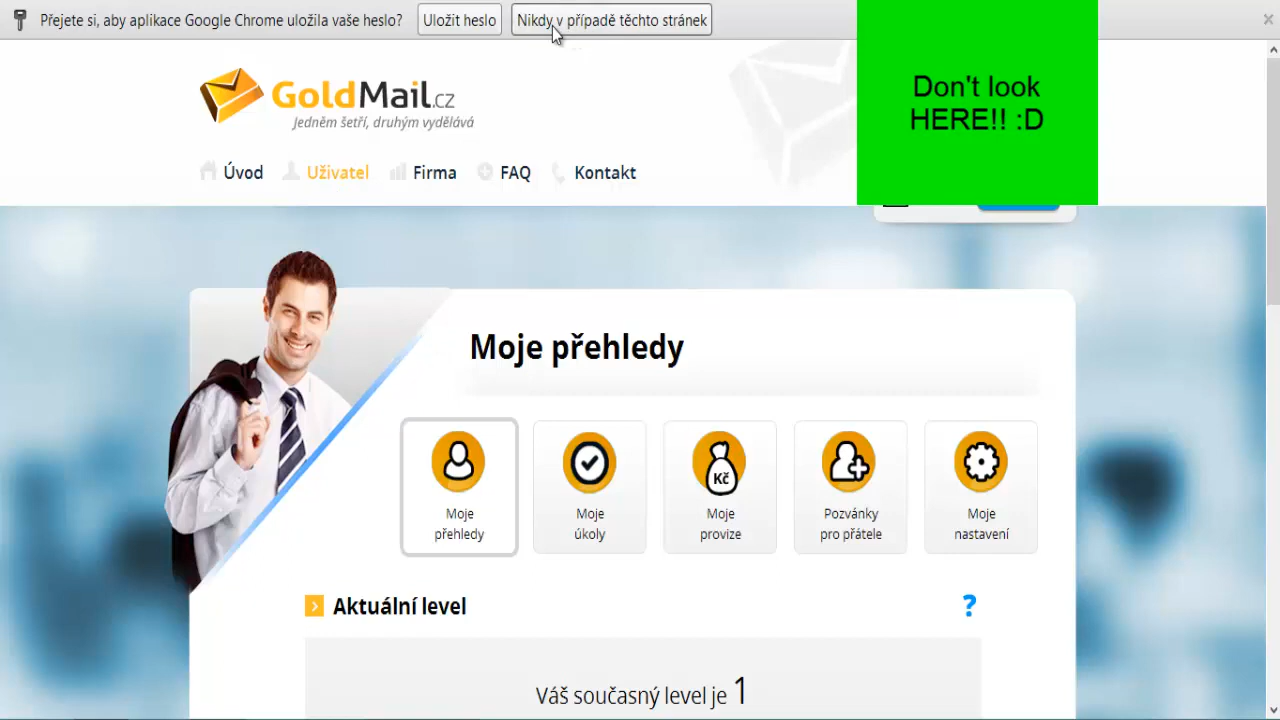 Přejete si, aby aplikace Google Chrome uložila vaše heslo? Uložit heslo Nikdy v případě těchto stránek
GoldMail.cz
Jedněm šetří, druhým vydělává
Don't look
HERE!! :D
Úvod Uživatel Firma FAQ Kontakt
Moje přehledy
Moje
přehledy
Moje
úkoly
Kč
Moje
provize
Pozvánky
pro přátele
Moje
nastavení
Aktuální level ?
Váš současný level je 1